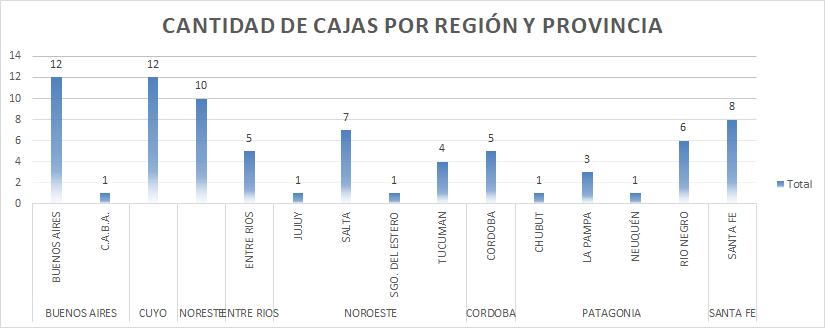 CANTIDAD DE CAJAS POR REGIÓN Y PROVINCIA
14
12
10
8
6
4
2
0
12
1
12
10
5
1
7
1
4
5
1
3
1
6
8
BUENOS AIRES
C.A.B.A.
ENTRE RIOS
JUJUY
SALTA
SGO. DEL ESTERO
TUCUMAN
CORDOBA
CHUBUT
LA PAMPA
NEUQUÉN
RIO NEGRO
SANTA FE
BUENOS AIRES
CUYO
NORESTE
ENTRE RIOS
NOROESTE
CORDOBA
PATAGONIA
SANTA FE
Total